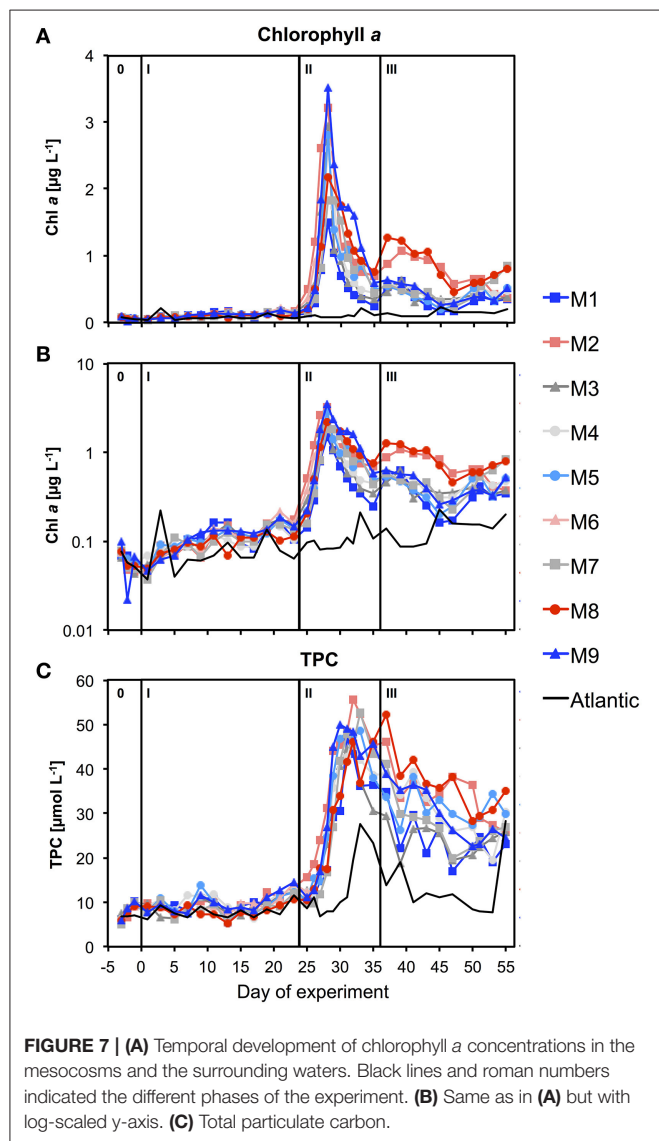 A
Chlorophyll a
4
3
2
1
0
Chl a [µg L-1]
0
I
II
III
B
10
1
0.1
0.01
Chl a [µg L-1]
0
I
II
III
C
TPC
60
50
40
30
20
10
0
TPC [µmol L-1]
0
I
II
III
-5 0 5 10 15 20 25 30 35 40 45 50 55
Day of experiment
M1
M2
M3
M4
M5
M6
M7
M8
M9
Atlantic
FIGURE 7 | (A) Temporal development of chlorophyll a concentrations in the
mesocosms and the surrounding waters. Black lines and roman numbers
indicated the different phases of the experiment. (B) Same as in (A) but with
log-scaled y-axis. (C) Total particulate carbon.